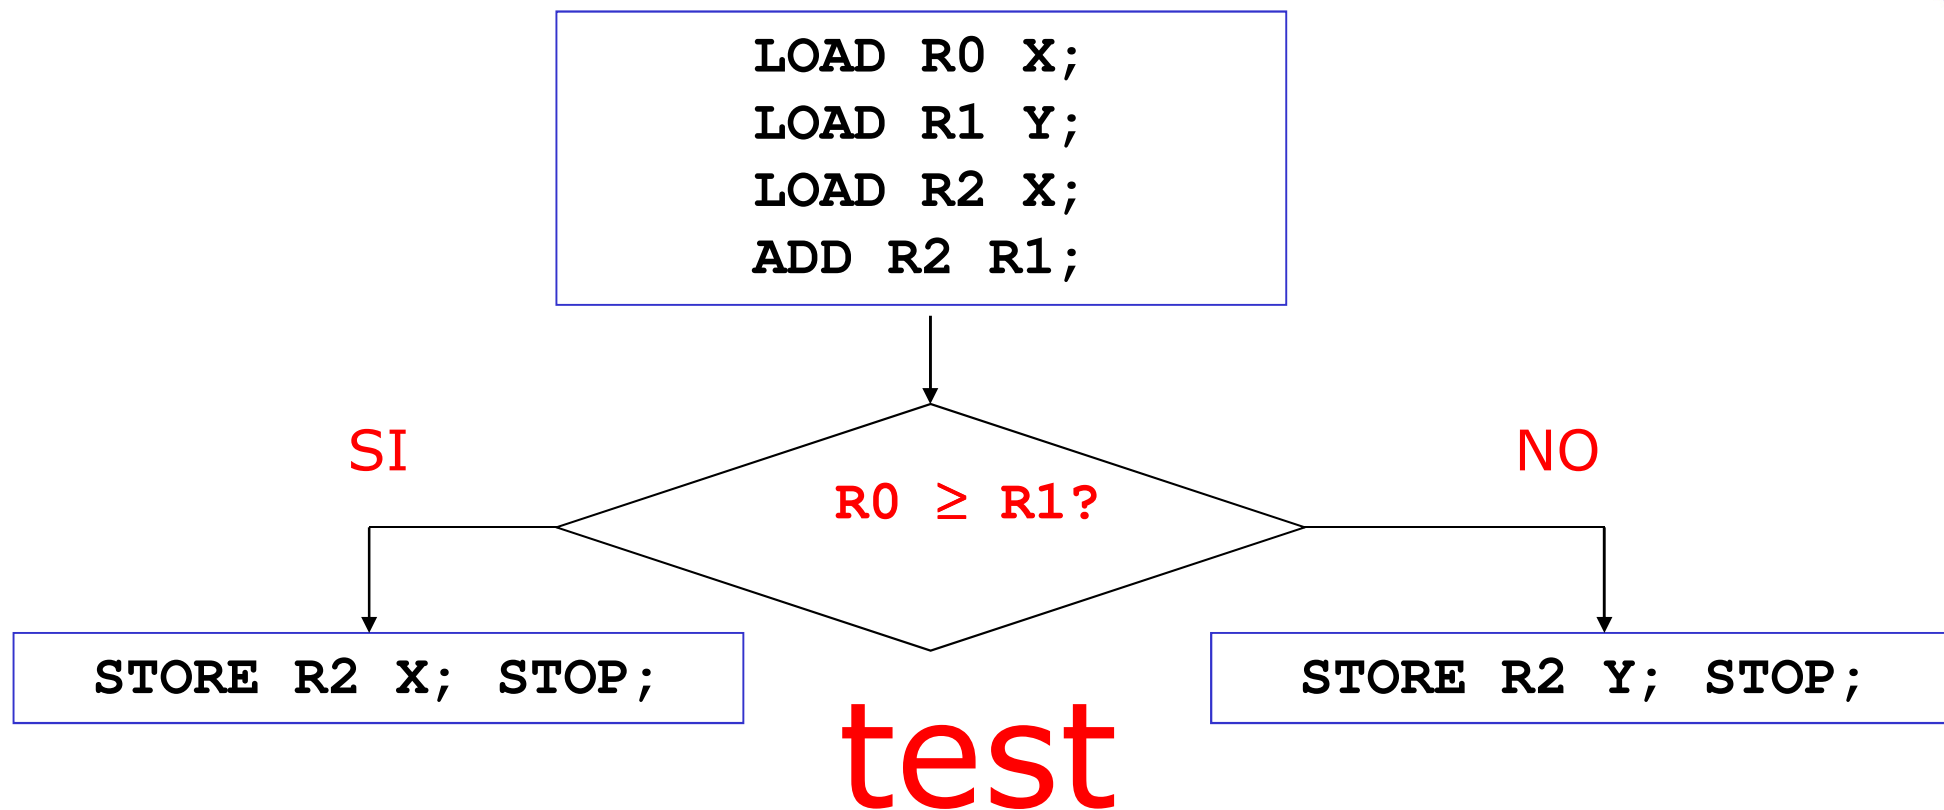 LOAD R0 X;
LOAD R1 Y;
LOAD R2 X;
ADD R2 R1;
SI
NO
R0 ≥ R1?
STORE R2 X; STOP;
STORE R2 Y; STOP;
test